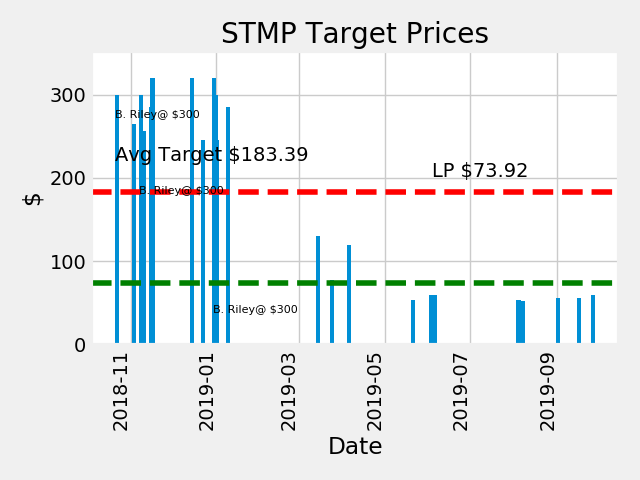 STMP Target Prices
300
B. Riley@ $300
Avg Target $183.39
LP $73.92
200
B. Riley@ $300
$
100
B. Riley@ $300
0
2018-11
2019-01
2019-03
2019-05
2019-07
2019-09
Date